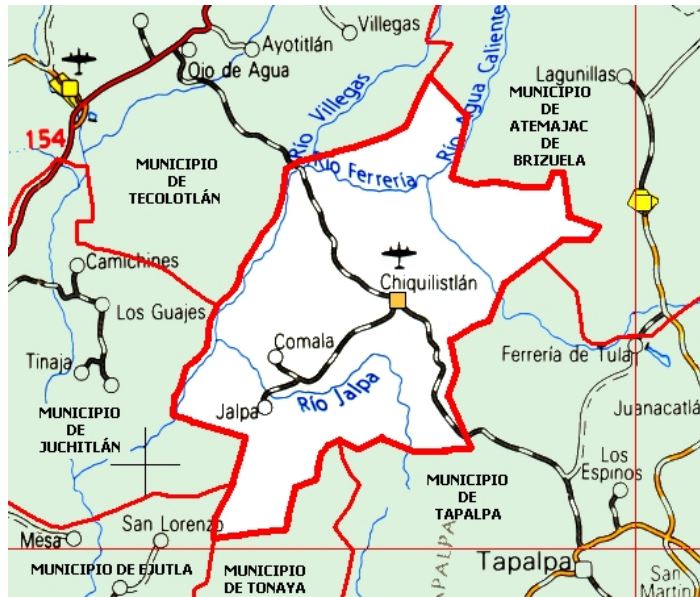 Villegas
Ayotitlán
Ojo de Agua
Lagunillas
MUNICIPIO
DE
ATEMAJAC
DE
BRIZUELA
Río Villegas
Río Agua Caliente
154
MUNICIPIO
DE
TECOLOTLÁN
Río Ferrería
Camichines
Chiquilistlán
Los Guajes
Comala
Tinaja
Ferrería de Tula
Jalpa
Río Jalpa
MUNICIPIO
DE
JUCHITLÁN
Juanacatlá
Los
Espinos
MUNICIPIO
DE
TAPALPA
San Lorenzo
Mesa
TAPALPA
Tapalpa
MUNICIPIO DE EJUTLA
MUNICIPIO
DE TONAYA
San
Martín